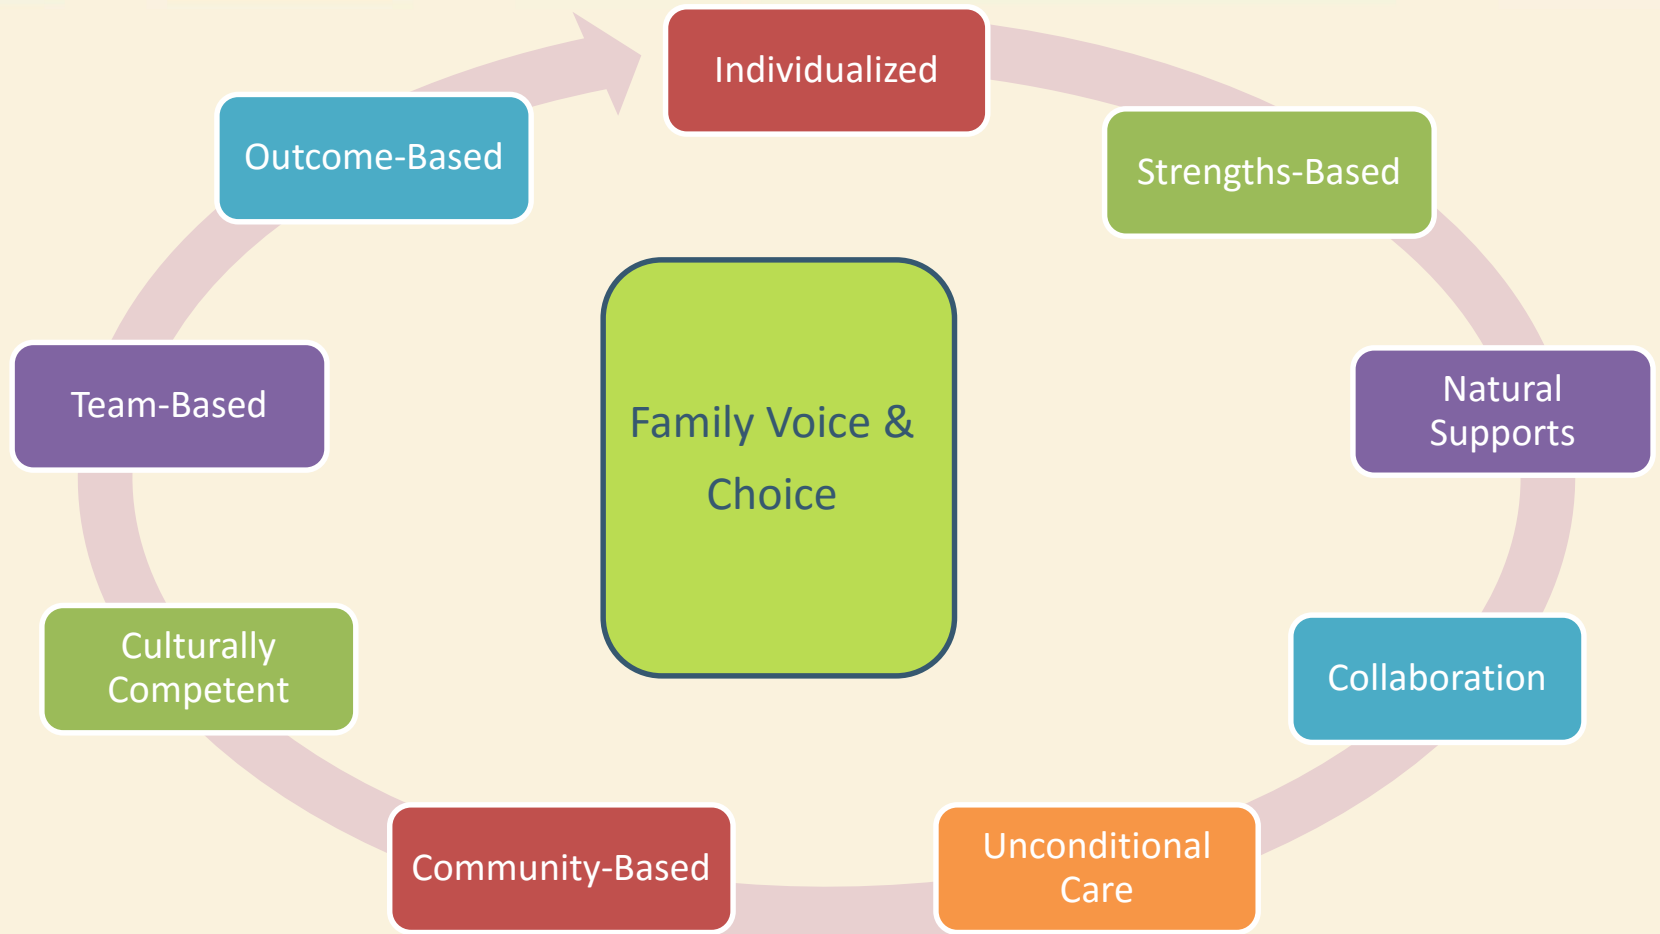 Individualized
Strengths-Based
Natural
Supports
Collaboration
Unconditional
Care
Community-Based
Culturally
Competent
Team-Based
Outcome-Based
Family Voice &
Choice